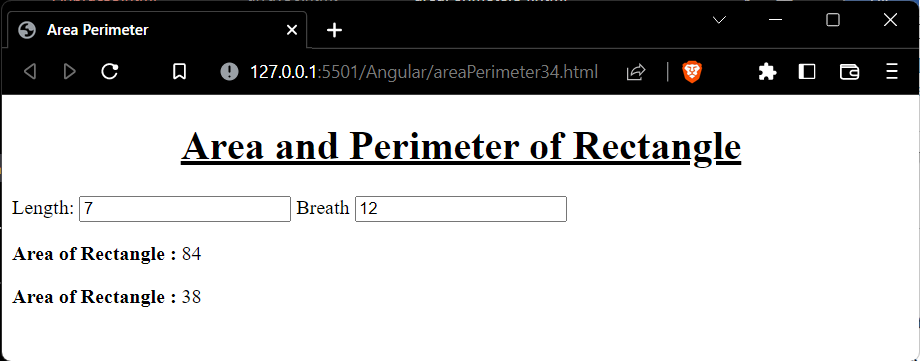 Area Perimeter
127.0.0.1:5501/Angular/areaPerimeter34.html
Area and Perimeter of Rectangle
Length: 7 Breath 12
Area of Rectangle : 84
Area of Rectangle : 38